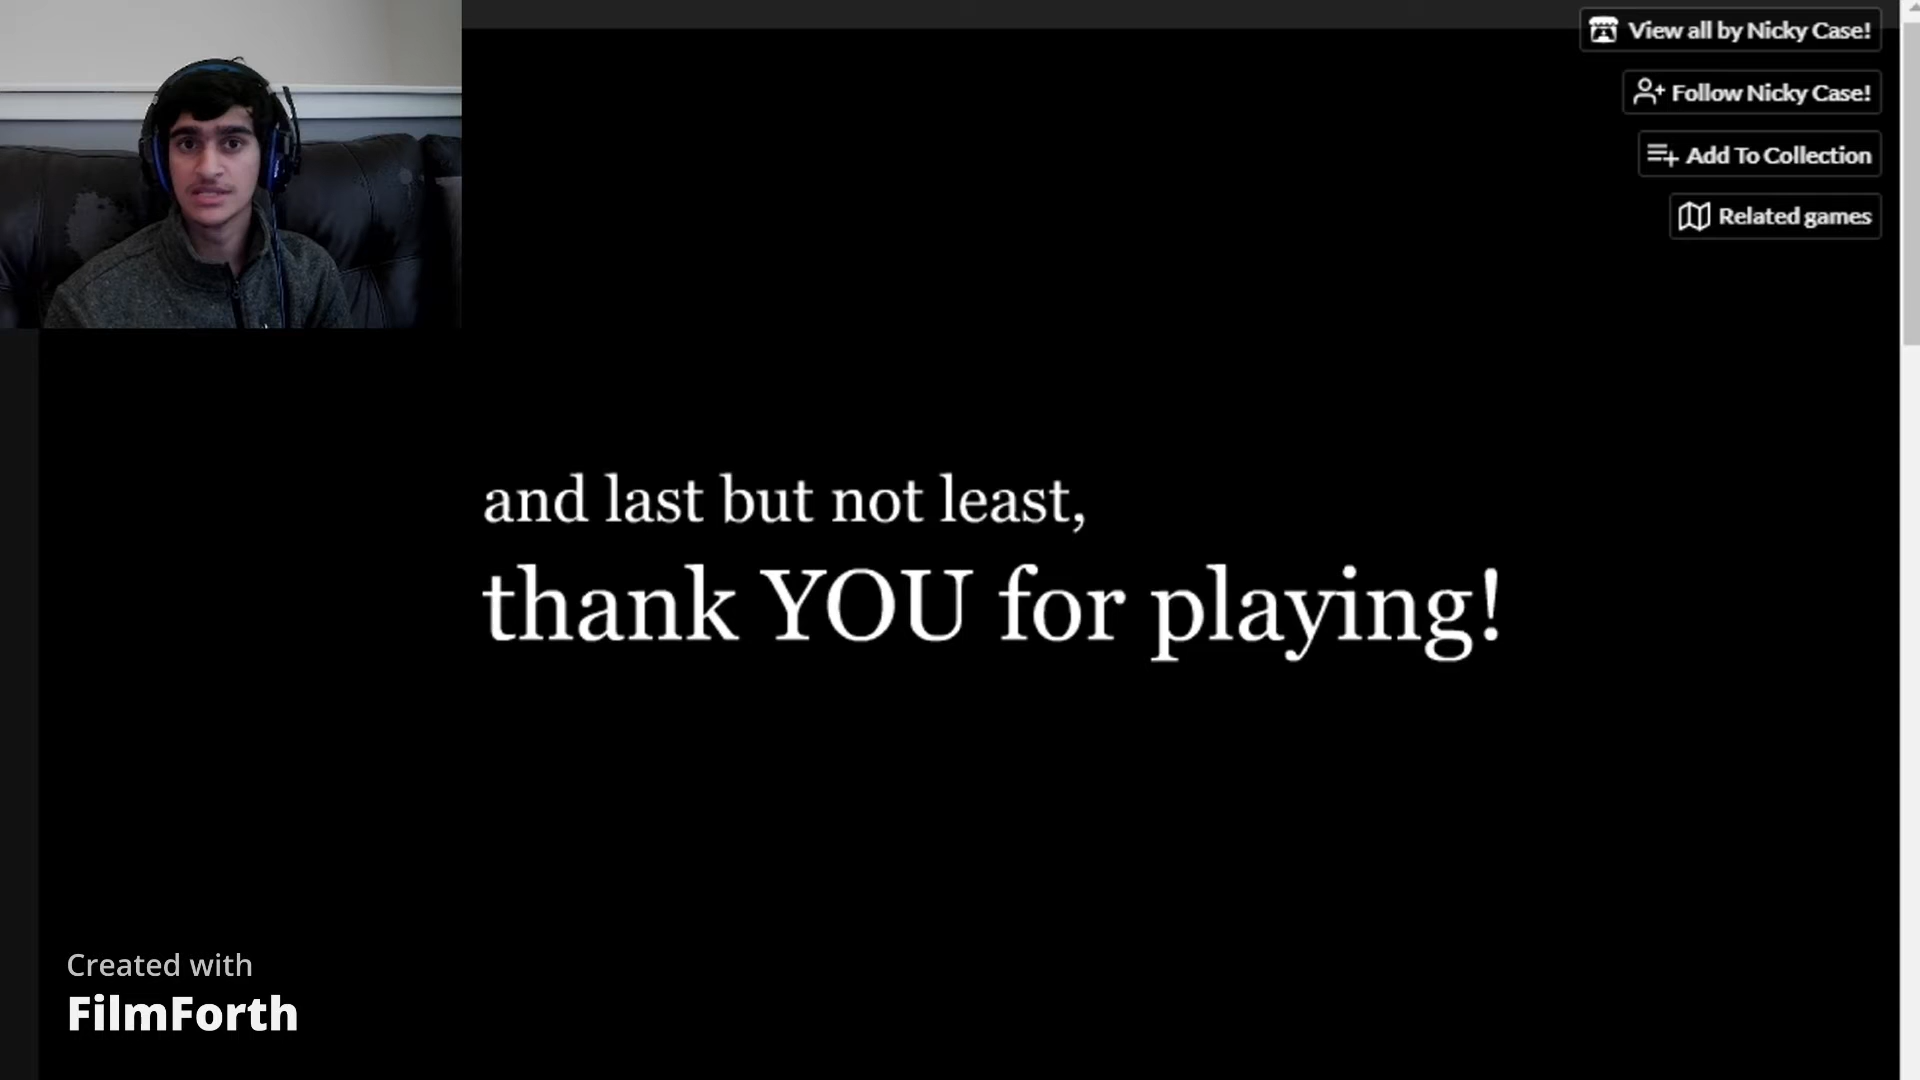 View all by Nicky Case!
Follow Nicky Case!
Add To Collection
Related games
and last but not least,
thank YOU for playing!
Created with
FilmForth